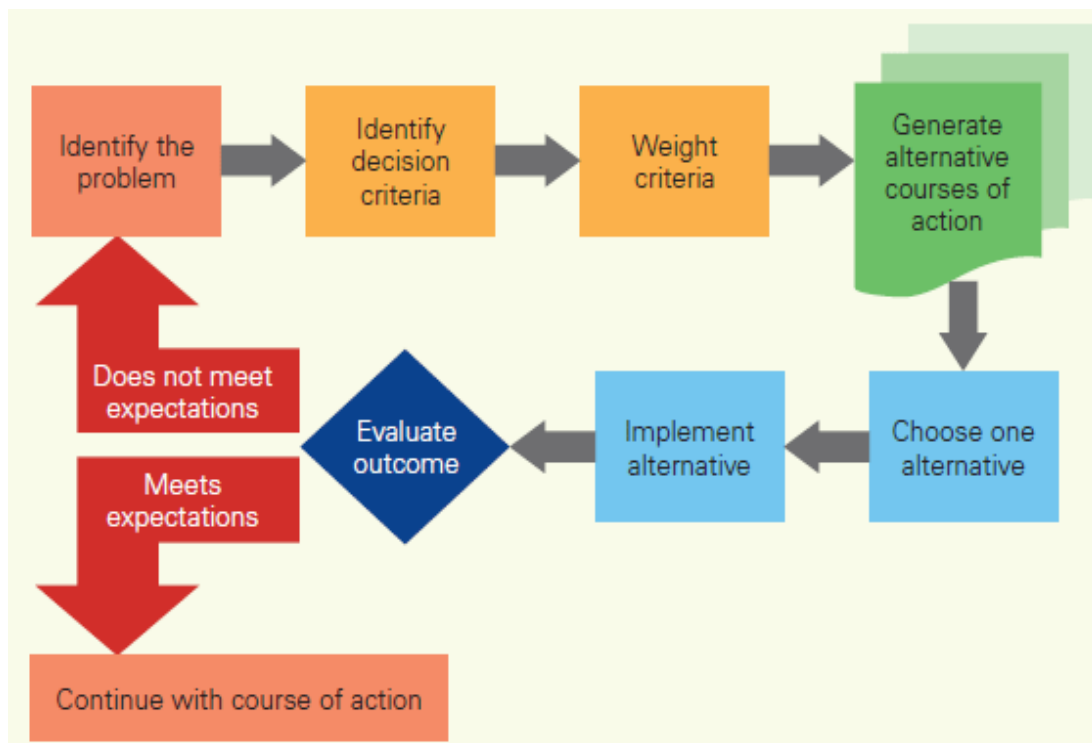 Identify the
problem
Identify
decision
criteria
Weight
criteria
Generate
alternative
courses of
action
Choose one
alternative
Implement
alternative
Evaluate
outcome
Does not meet
expectations
Meets
expectations
Continue with course of action